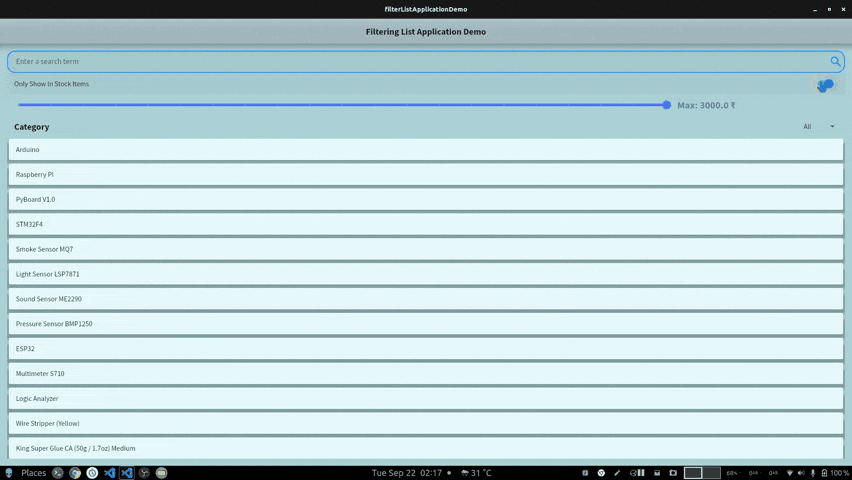 filterListApplicationDemo
Filtering List Application Demo
Enter a search term
Only Show In Stock Items
Max: 3000.0 ₹
Category
All
Arduino
Raspberry Pi
PyBoard V1.0
STM32F4
Smoke Sensor MQ7
Light Sensor LSP7871
Sound Sensor ME2290
Pressure Sensor BMP1250
ESP32
Multimeter S710
Logic Analyzer
Wire Stripper (Yellow)
King Super Glue CA (50g / 1.7oz) Medium
Places Tue Sep 22 02:17 31 °C 100 %